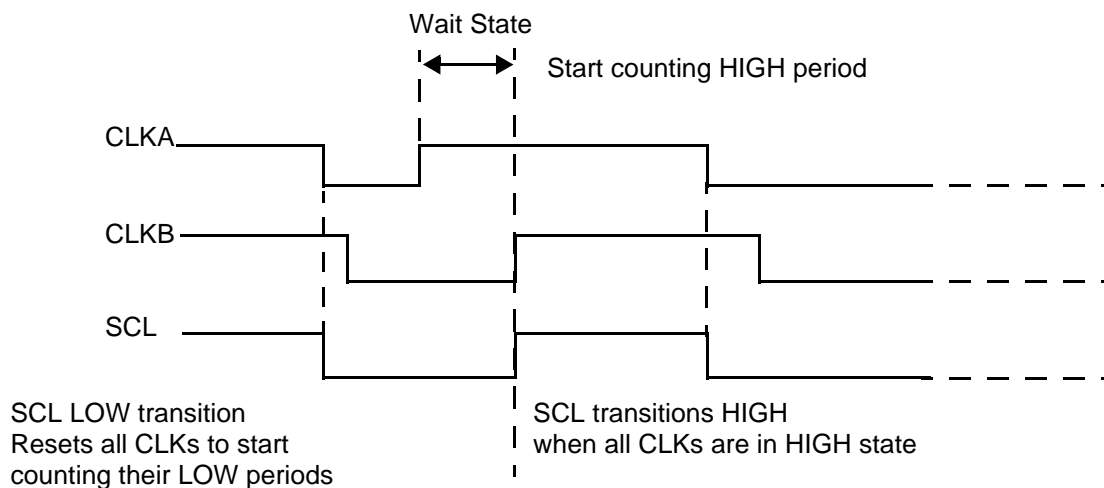 Wait State
Start counting HIGH period
CLKA
CLKB
SCL
SCL LOW transition
Resets all CLKs to start
counting their LOW periods
SCL transitions HIGH
when all CLKs are in HIGH state